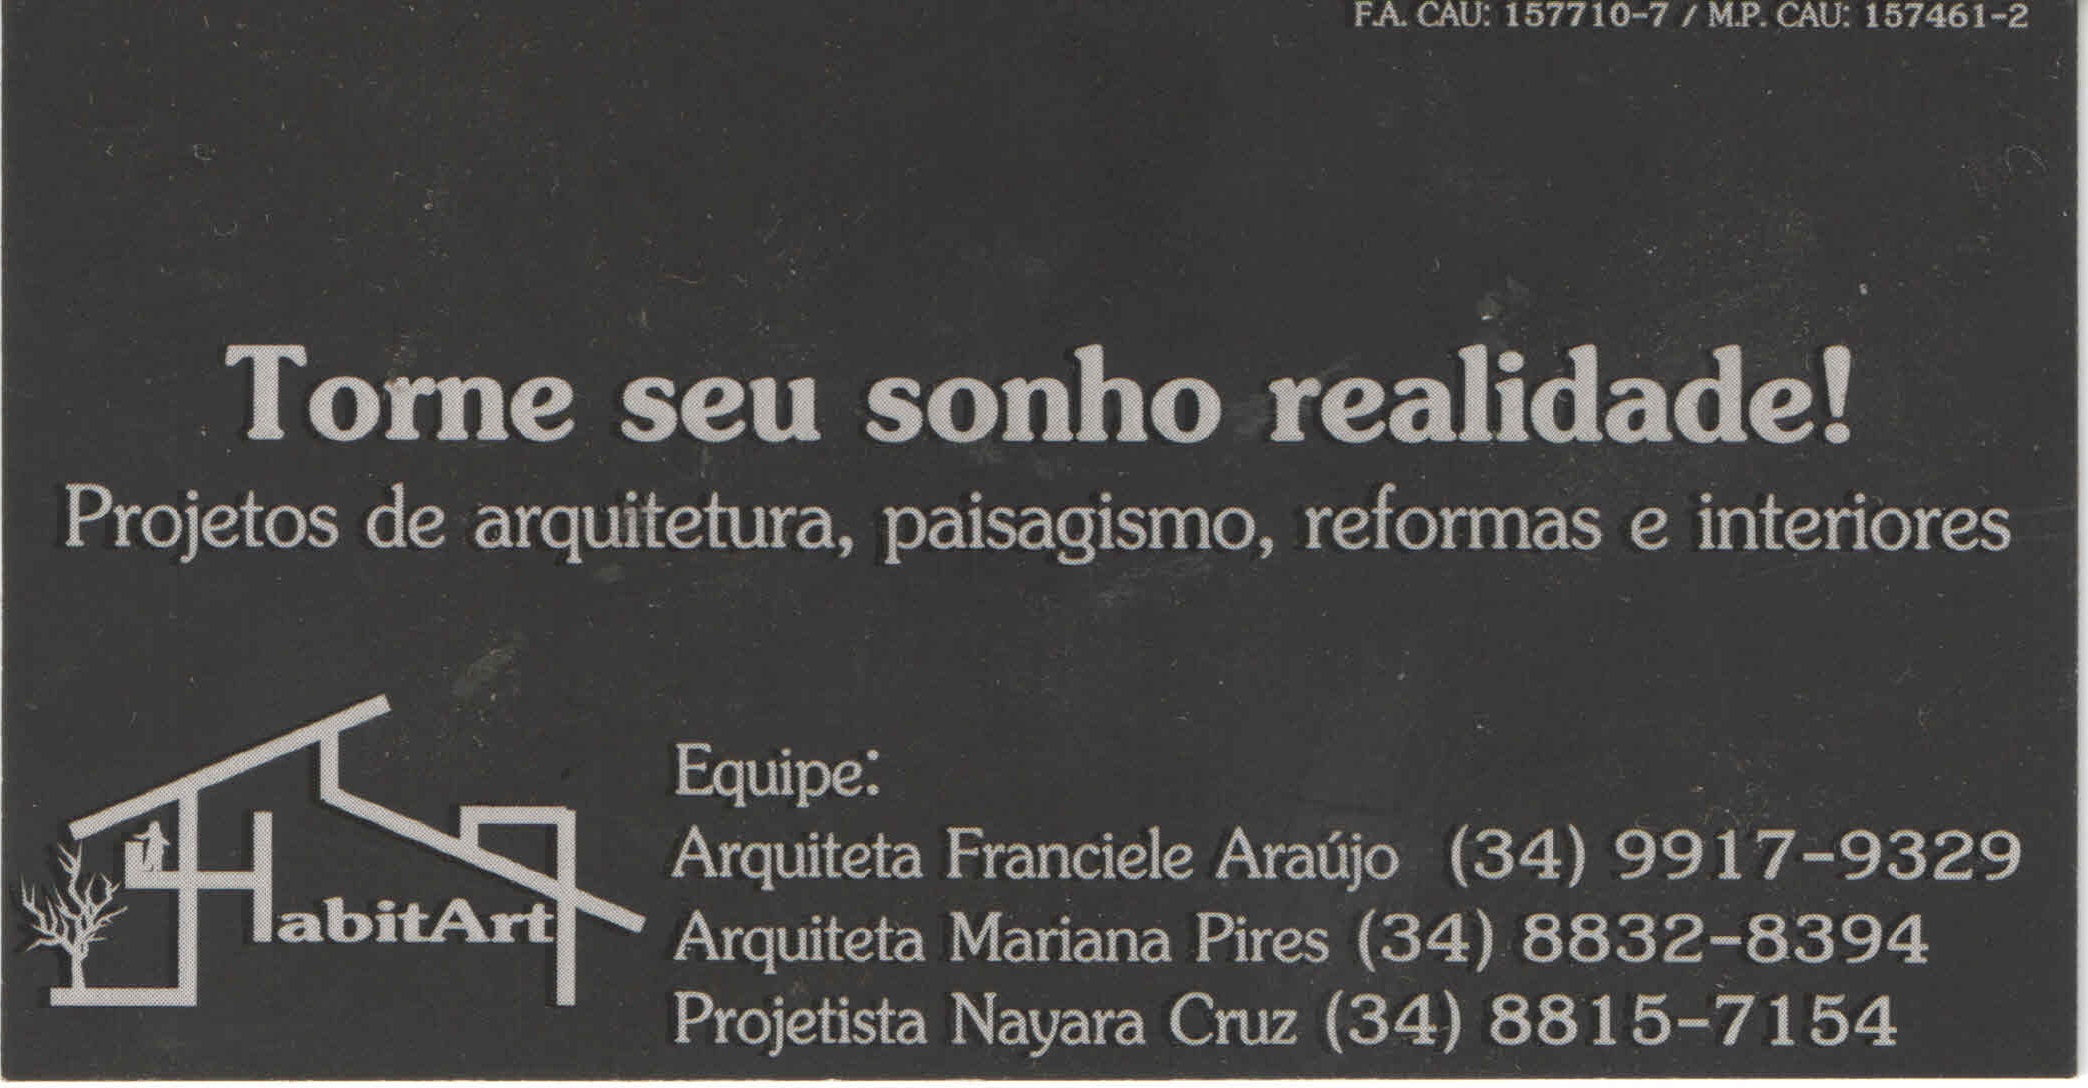 F.A. CAU: 157710-7 / M.P. CAU: 157461-2
Torne seu sonho realidade!
Projetos de arquitetura, paisagismo, reformas e interiores
HabitArt
Equipe:
Arquiteta Franciele Araújo (34) 9917-9329
Arquiteta Mariana Pires (34) 8832-8394
Projetista Nayara Cruz (34) 8815-7154